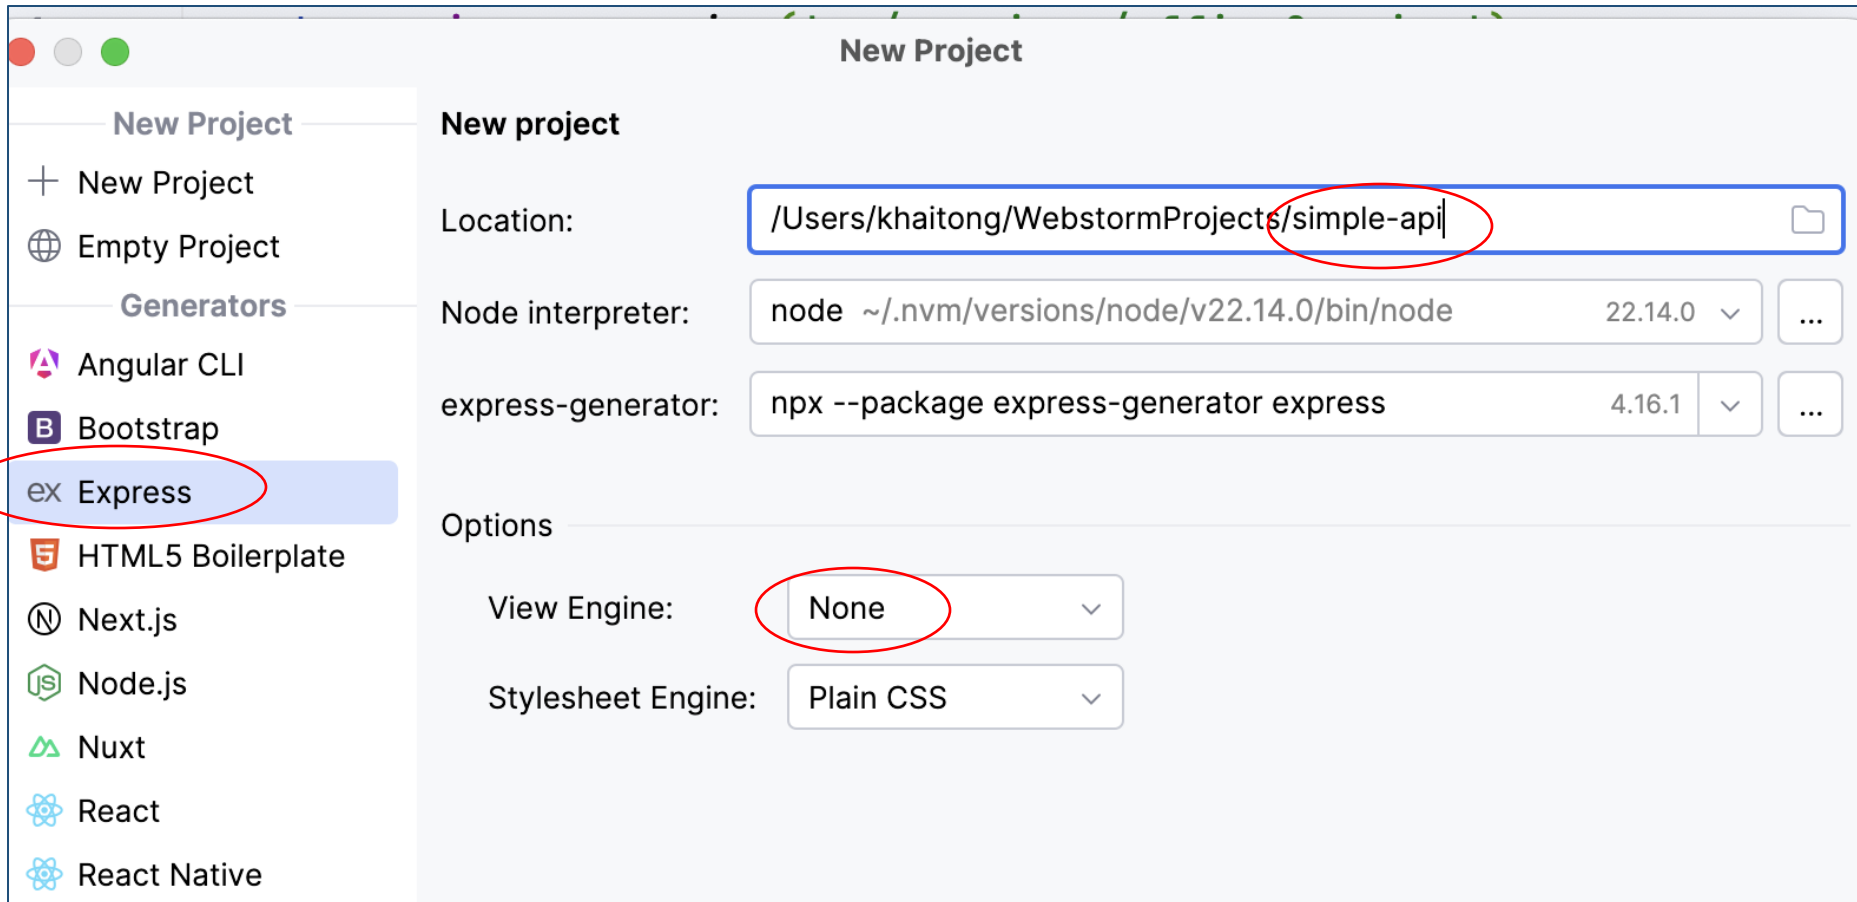 New Project
New Project
New Project
Empty Project
Generators
Angular CLI
B Bootstrap
ex Express
5 HTML5 Boilerplate
N Next.js
JS Node.js
Nuxt
React
React Native
New project
Location: /Users/khaitong/WebstormProjects/simple-api
Node interpreter: node ~/.nvm/versions/node/v22.14.0/bin/node 22.14.0 ...
express-generator: npx --package express-generator express 4.16.1 ...
Options
View Engine: None
Stylesheet Engine: Plain CSS